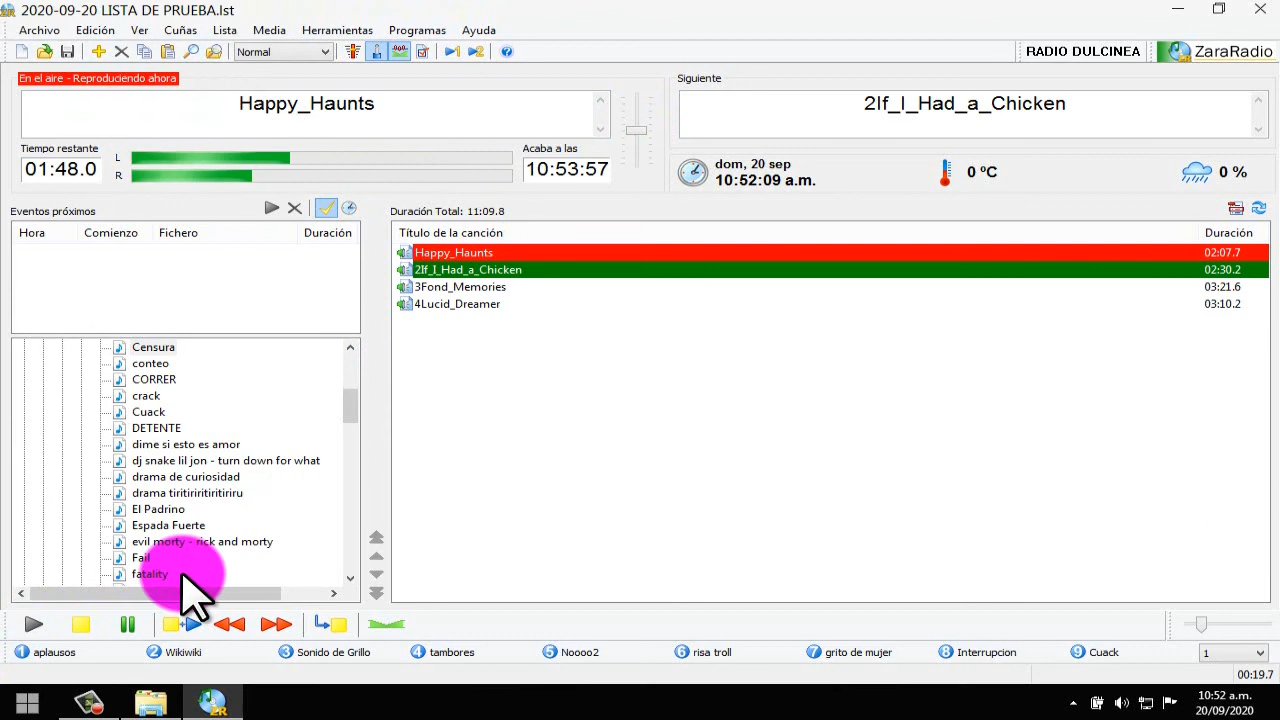 2020-09-20 LISTA DE PRUEBA.lst
Archivo Edición Ver Cuñas Lista Media Herramientas Programas Ayuda
Normal 1 2 RADIO DULCINEA ZaraRadio
En el aire - Reproduciendo ahora
Siguiente
Happy_Haunts
2If_I_Had_a_Chicken
Tiempo restante
01:48.0
L
R
Acaba a las
10:53:57
dom, 20 sep
10:52:09 a.m.
0 ºC
0 %
Eventos próximos
Hora Comienzo Fichero Duración
Duración Total: 11:09.8
Título de la canción Duración
Happy_Haunts 02:07.7
2If_I_Had_a_Chicken 02:30.2
3Fond_Memories 03:21.6
4Lucid_Dreamer 03:10.2
Censura
conteo
CORRER
crack
Cuack
DETENTE
dime si esto es amor
dj snake lil jon - turn down for what
drama de curiosidad
drama tiritiriritiritiriru
El Padrino
Espada Fuerte
evil morty - rick and morty
Fail
fatality
1 aplausos 2 Wikiwiki 3 Sonido de Grillo 4 tambores 5 Noooo2 6 risa troll 7 grito de mujer 8 Interrupcion 9 Cuack 1
00:19.7
10:52 a.m.
20/09/2020